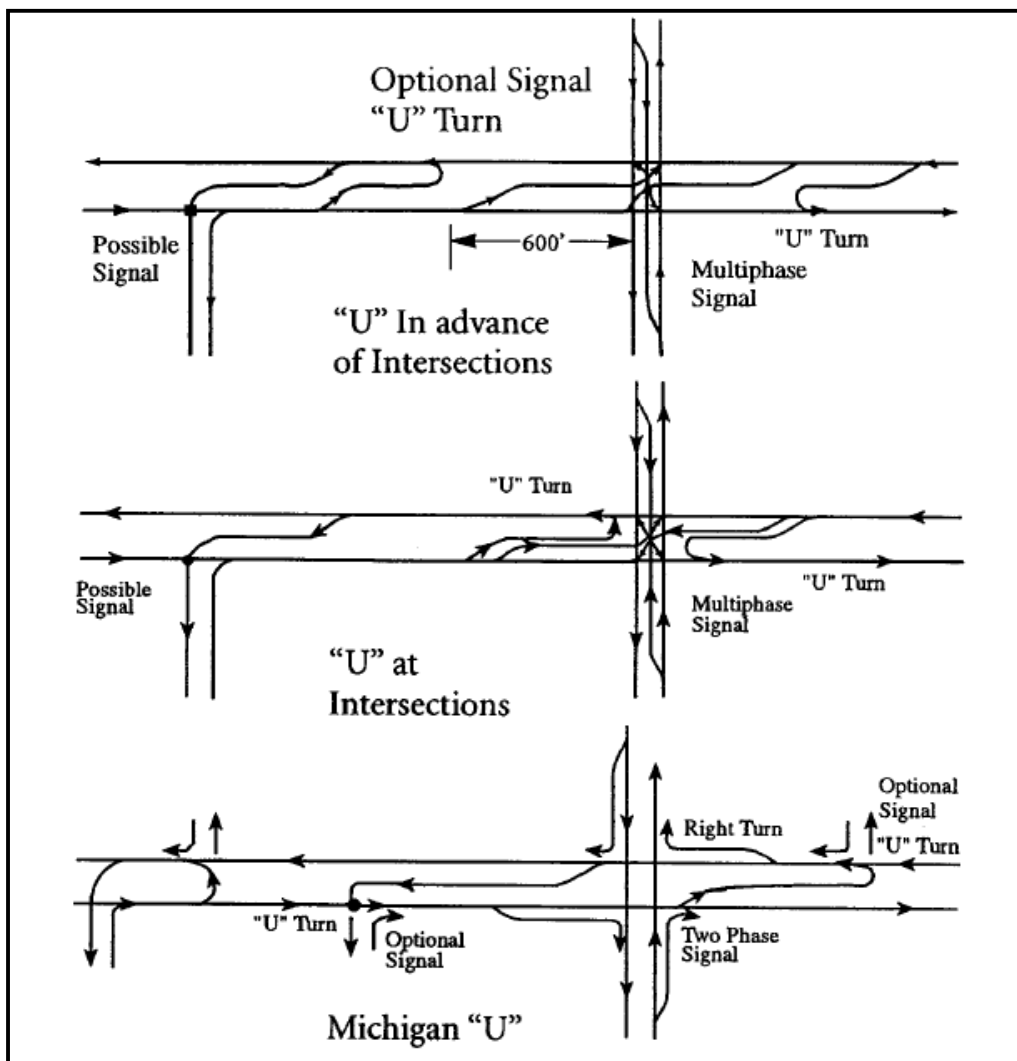 Optional Signal
“U” Turn
Possible
Signal
600’
"U" Turn
Multiphase
Signal
“U” In advance
of Intersections
"U" Turn
Possible
Signal
"U" Turn
Multiphase
Signal
“U” at
Intersections
Optional
Signal
Right Turn
"U" Turn
"U" Turn
Optional
Signal
Two Phase
Signal
Michigan “U”